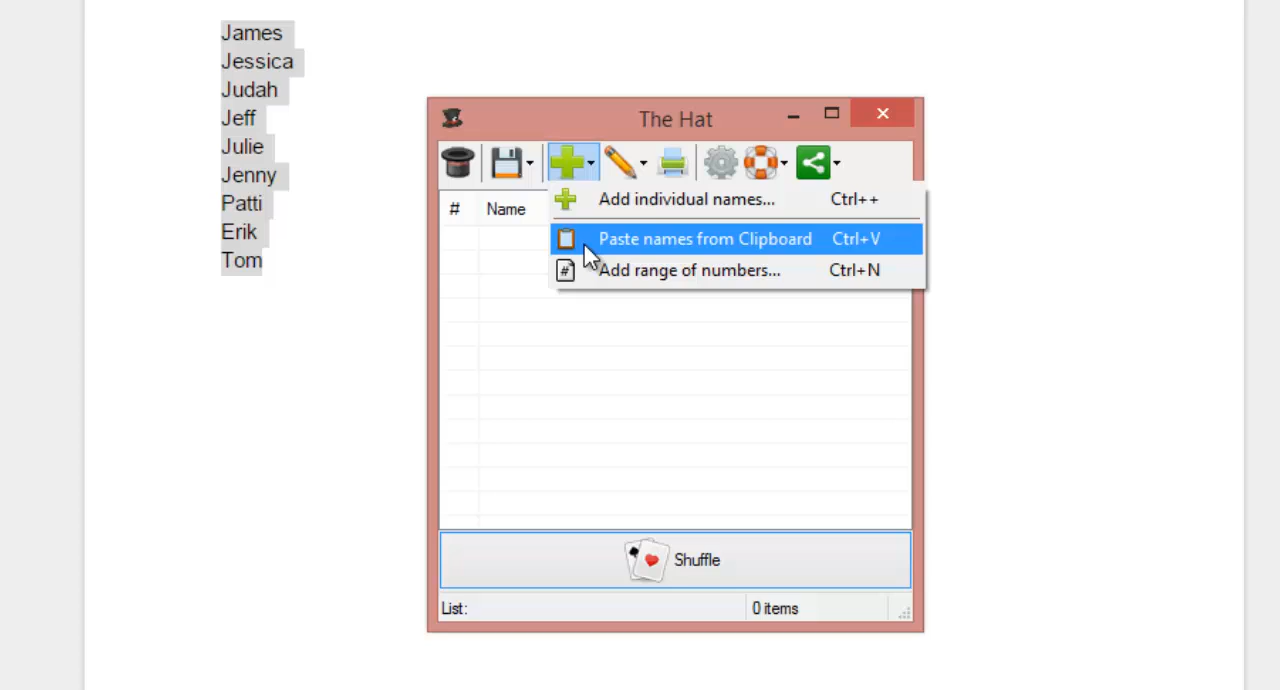 James
Jessica
Judah
Jeff
Julie
Jenny
Patti
Erik
Tom
The Hat
# Name
Add individual names... Ctrl++
Paste names from Clipboard Ctrl+V
# Add range of numbers... Ctrl+N
Shuffle
List: 0 items